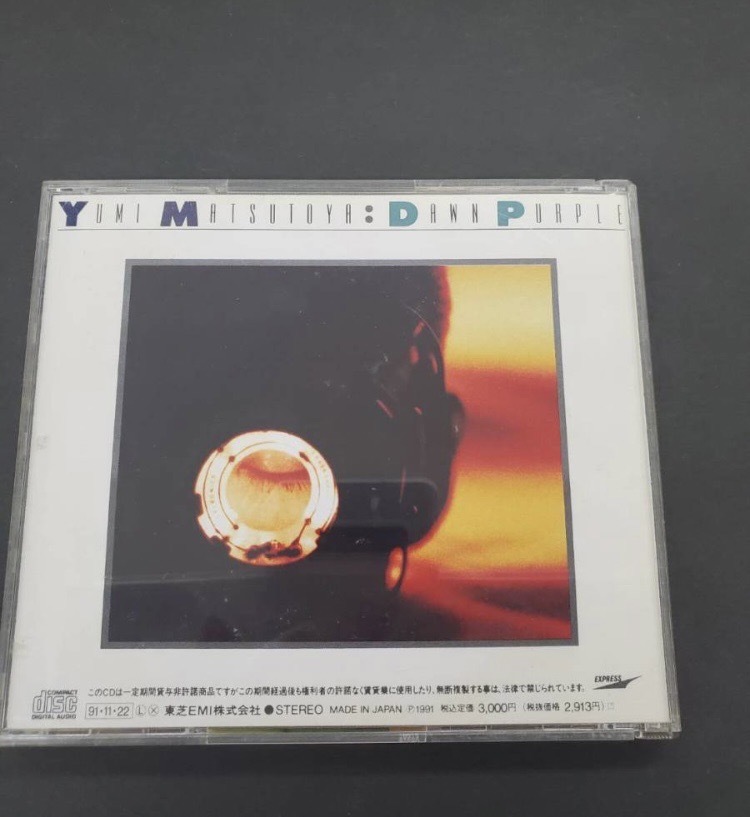 YUMI MATSUTOYA: DAWN PURPLE
COMPACT
disc
DIGITAL AUDIO
このCDは一定期間貸与非許諾商品ですがこの期間経過後も権利者の許諾なく賃貸業に使用したり、無断複製する事は、法律で禁じられています。
EXPRESS
91・11・22 Ⓛ Ⓧ 東芝EMI株式会社 ●STEREO MADE IN JAPAN Ⓟ1991 税込定価 3,000円 (税抜価格 2,913円)